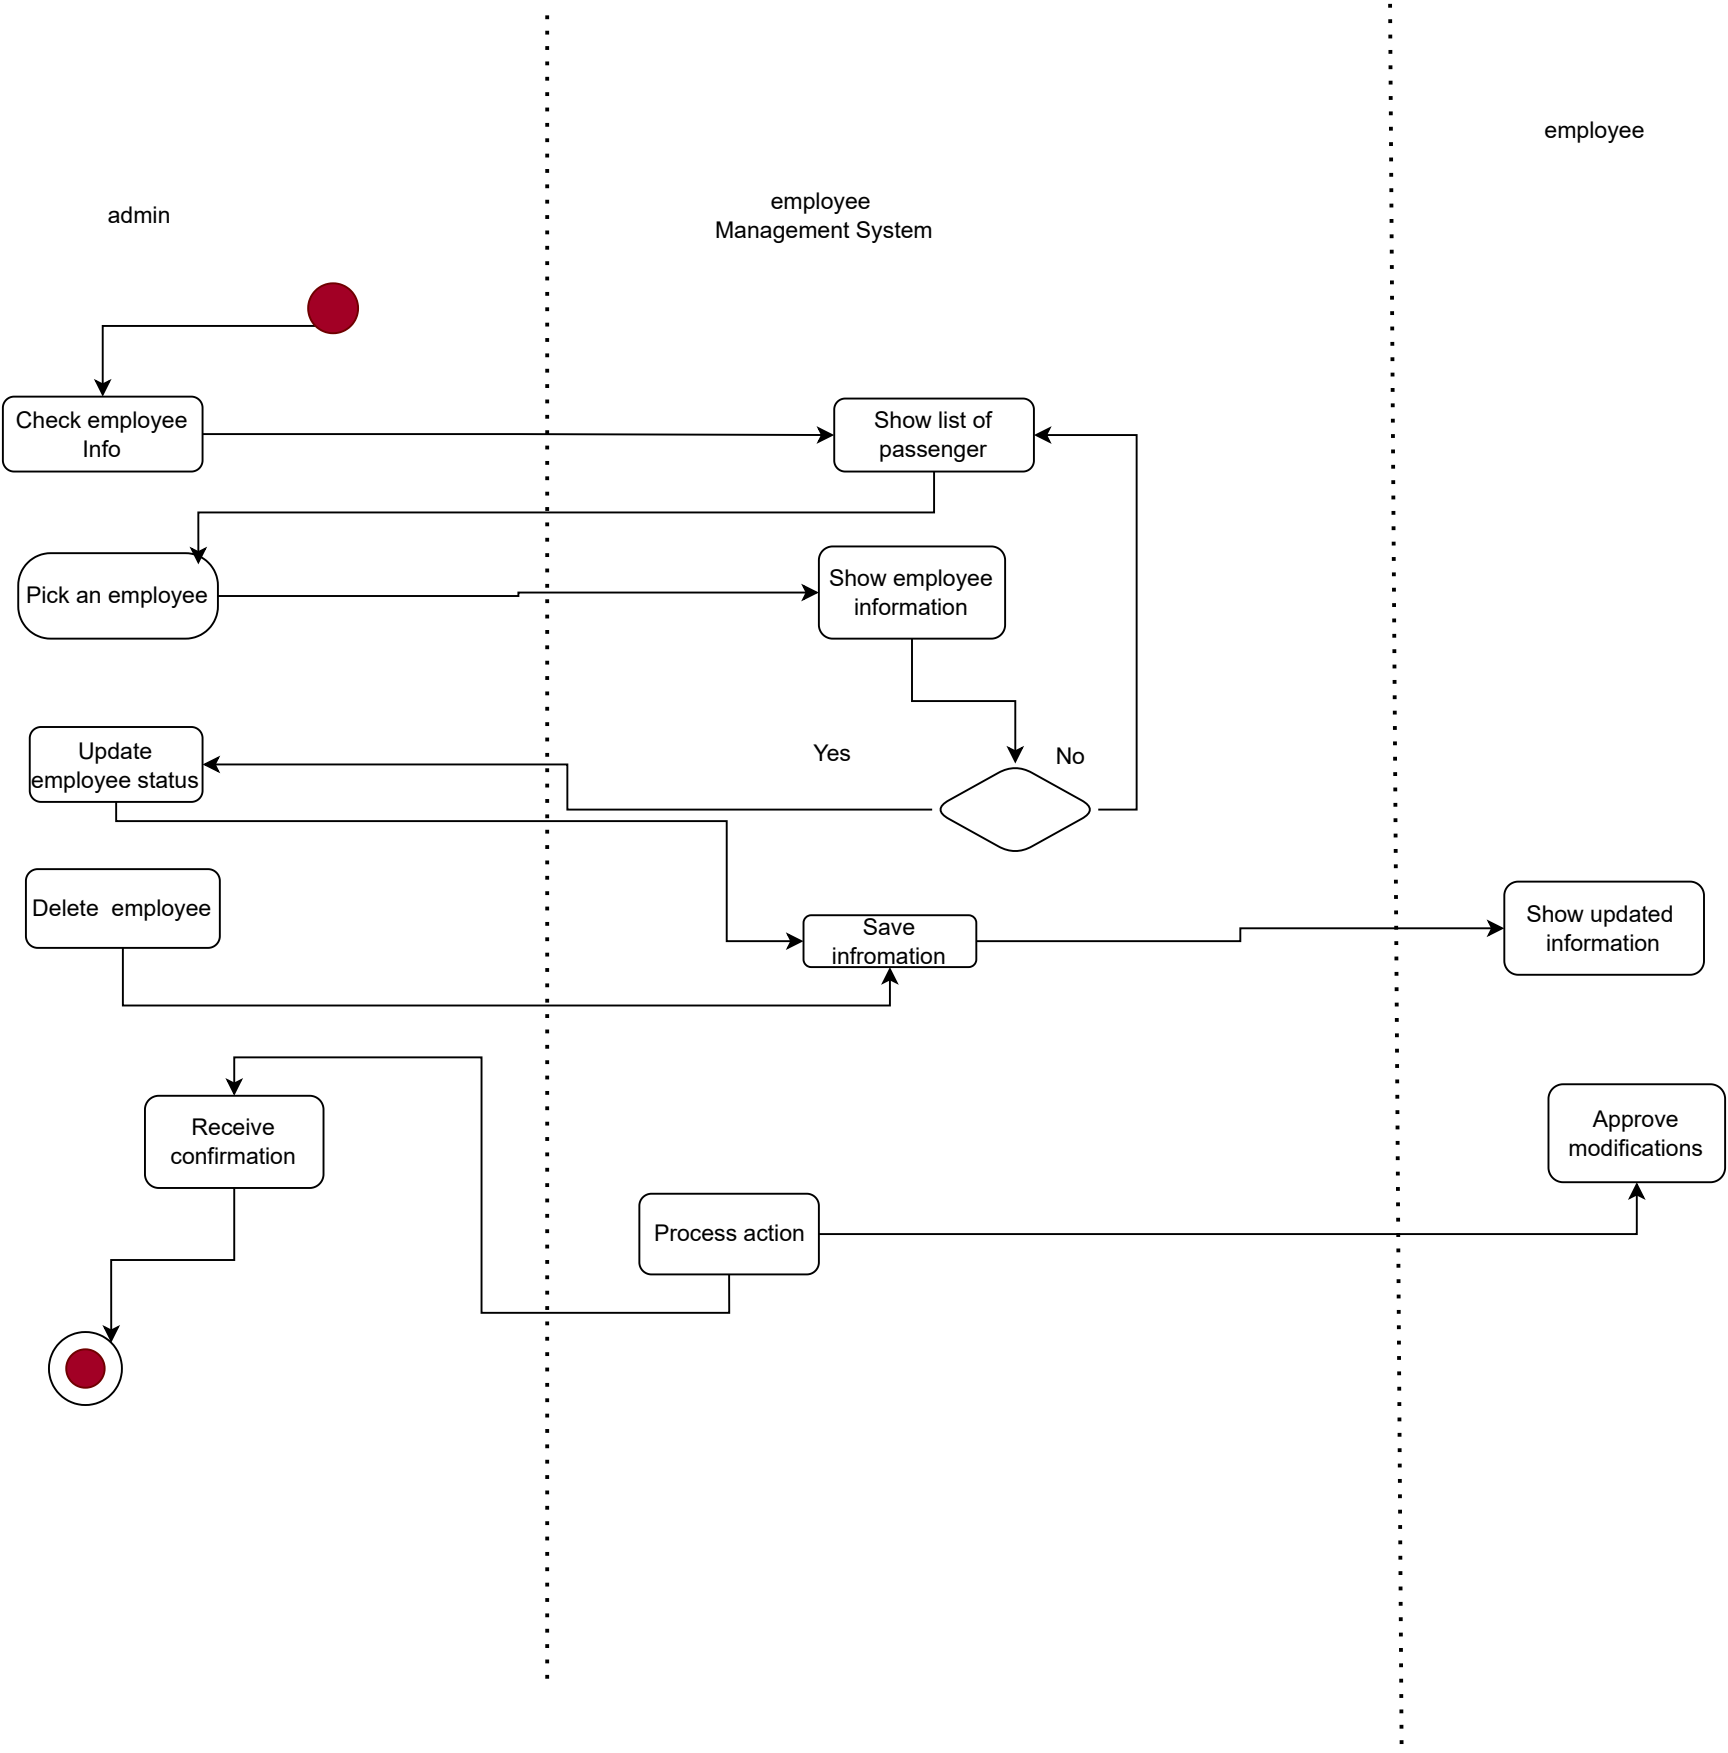 employee
admin
employee
Management System
Check employee
Info
Show list of
passenger
Pick an employee
Show employee
information
Update
employee status
Yes
No
Delete  employee
Save
infromation
Show updated
information
Receive
confirmation
Approve
modifications
Process action